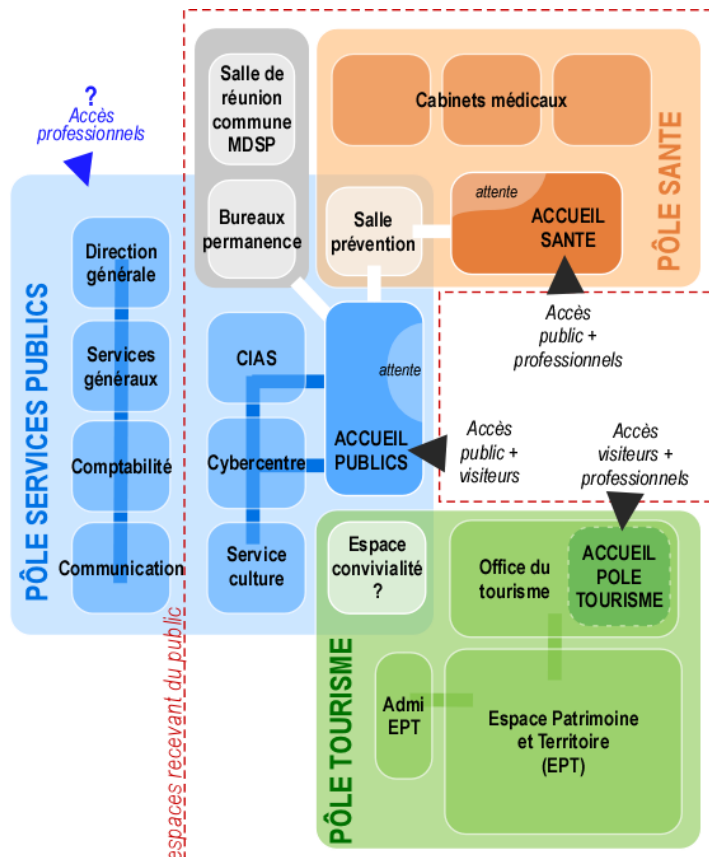 ?
Accès
professionnels
Salle de
réunion
commune
MDSP
Bureaux
permanence
Cabinets médicaux
Salle
prévention
attente
ACCUEIL
SANTE
PÔLE SANTE
Accès
public +
professionnels
PÔLE SERVICES PUBLICS
Direction
générale
Services
généraux
Comptabilité
Communication
CIAS
Cybercentre
Service
culture
attente
ACCUEIL
PUBLICS
Accès
public +
visiteurs
Accès
visiteurs +
professionnels
Espace
convivialité
?
Office du
tourisme
ACCUEIL
POLE
TOURISME
Admi
EPT
Espace Patrimoine
et Territoire
(EPT)
PÔLE TOURISME
espaces recevant du public